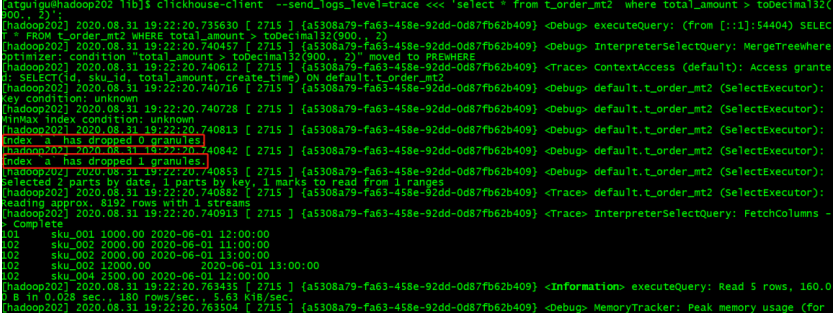 [atguigu@hadoop202 lib]$ clickhouse-client  --send_logs_level=trace <<< 'select * from t_order_mt2  where total_amount > toDecimal32(
900., 2)';
[hadoop202] 2020.08.31 19:22:20.735630 [ 2715 ] {a5308a79-fa63-458e-92dd-0d87fb62b409} <Debug> executeQuery: (from [::1]:54404) SELEC
T * FROM t_order_mt2 WHERE total_amount > toDecimal32(900., 2)
[hadoop202] 2020.08.31 19:22:20.740457 [ 2715 ] {a5308a79-fa63-458e-92dd-0d87fb62b409} <Debug> InterpreterSelectQuery: MergeTreeWhere
Optimizer: condition "total_amount > toDecimal32(900., 2)" moved to PREWHERE
[hadoop202] 2020.08.31 19:22:20.740612 [ 2715 ] {a5308a79-fa63-458e-92dd-0d87fb62b409} <Trace> ContextAccess (default): Access grante
d: SELECT(id, sku_id, total_amount, create_time) ON default.t_order_mt2
[hadoop202] 2020.08.31 19:22:20.740716 [ 2715 ] {a5308a79-fa63-458e-92dd-0d87fb62b409} <Debug> default.t_order_mt2 (SelectExecutor):
Key condition: unknown
[hadoop202] 2020.08.31 19:22:20.740728 [ 2715 ] {a5308a79-fa63-458e-92dd-0d87fb62b409} <Debug> default.t_order_mt2 (SelectExecutor):
MinMax index condition: unknown
[hadoop202] 2020.08.31 19:22:20.740813 [ 2715 ] {a5308a79-fa63-458e-92dd-0d87fb62b409} <Debug> default.t_order_mt2 (SelectExecutor):
Index `a` has dropped 0 granules.
[hadoop202] 2020.08.31 19:22:20.740842 [ 2715 ] {a5308a79-fa63-458e-92dd-0d87fb62b409} <Debug> default.t_order_mt2 (SelectExecutor):
Index `a` has dropped 1 granules.
[hadoop202] 2020.08.31 19:22:20.740853 [ 2715 ] {a5308a79-fa63-458e-92dd-0d87fb62b409} <Debug> default.t_order_mt2 (SelectExecutor):
Selected 2 parts by date, 1 parts by key, 1 marks to read from 1 ranges
[hadoop202] 2020.08.31 19:22:20.740882 [ 2715 ] {a5308a79-fa63-458e-92dd-0d87fb62b409} <Trace> default.t_order_mt2 (SelectExecutor):
Reading approx. 8192 rows with 1 streams
[hadoop202] 2020.08.31 19:22:20.740913 [ 2715 ] {a5308a79-fa63-458e-92dd-0d87fb62b409} <Trace> InterpreterSelectQuery: FetchColumns -
> Complete
101     sku_001 1000.00 2020-06-01 12:00:00
102     sku_002 2000.00 2020-06-01 11:00:00
102     sku_002 2000.00 2020-06-01 13:00:00
102     sku_002 12000.00        2020-06-01 13:00:00
102     sku_004 2500.00 2020-06-01 12:00:00
[hadoop202] 2020.08.31 19:22:20.763435 [ 2715 ] {a5308a79-fa63-458e-92dd-0d87fb62b409} <Information> executeQuery: Read 5 rows, 160.0
0 B in 0.028 sec., 180 rows/sec., 5.63 KiB/sec.
[hadoop202] 2020.08.31 19:22:20.763504 [ 2715 ] {a5308a79-fa63-458e-92dd-0d87fb62b409} <Debug> MemoryTracker: Peak memory usage (for